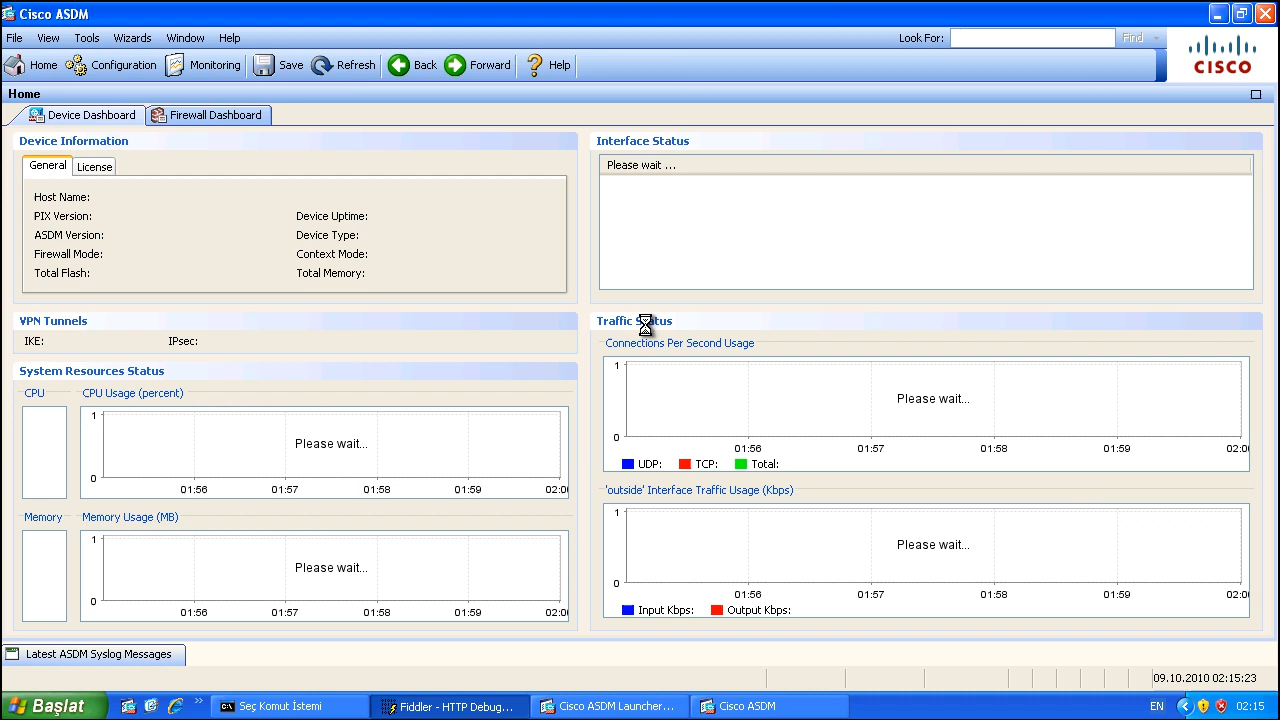 Cisco ASDM
File View Tools Wizards Window Help Look For: Find
CISCO
Home Configuration Monitoring Save Refresh Back Forward Help
Home
Device Dashboard Firewall Dashboard
Device Information
General License
Host Name:
PIX Version: Device Uptime:
ASDM Version: Device Type:
Firewall Mode: Context Mode:
Total Flash: Total Memory:
Interface Status
Please wait ...
VPN Tunnels
IKE: IPsec:
System Resources Status
CPU CPU Usage (percent)
1
Please wait...
0
01:56 01:57 01:58 01:59 02:0
Memory Memory Usage (MB)
1
Please wait...
0
01:56 01:57 01:58 01:59 02:0
Traffic Status
Connections Per Second Usage
1
Please wait...
0
01:56 01:57 01:58 01:59 02:0
UDP: TCP: Total:
'outside' Interface Traffic Usage (Kbps)
1
Please wait...
0
01:56 01:57 01:58 01:59 02:0
Input Kbps: Output Kbps:
Latest ASDM Syslog Messages
09.10.2010 02:15:23
Başlat » Seç Komut İstemi Fiddler - HTTP Debug... Cisco ASDM Launcher... Cisco ASDM EN 02:15